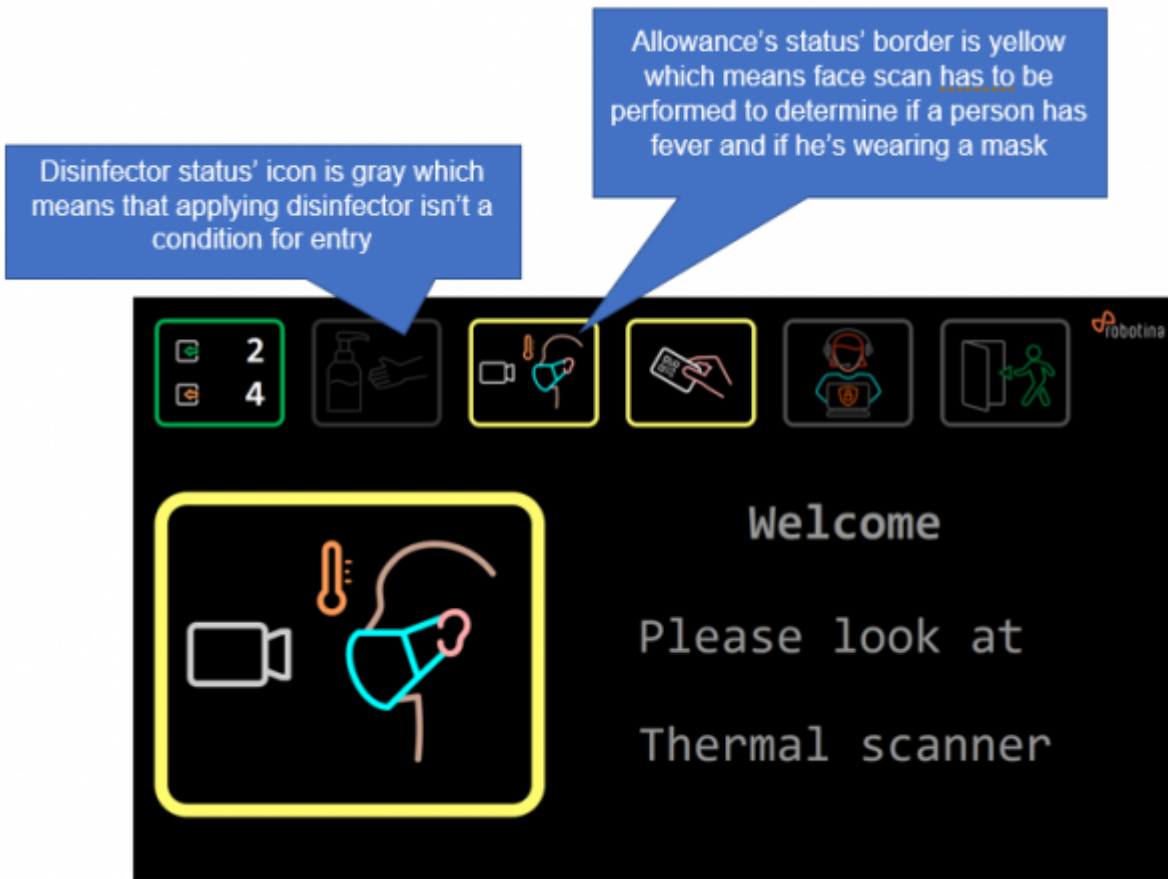 Allowance's status' border is yellow
which means face scan has to be
performed to determine if a person has
fever and if he's wearing a mask
Disinfector status' icon is gray which
means that applying disinfector isn't a
condition for entry
2
4
robotina
Welcome
Please look at
Thermal scanner